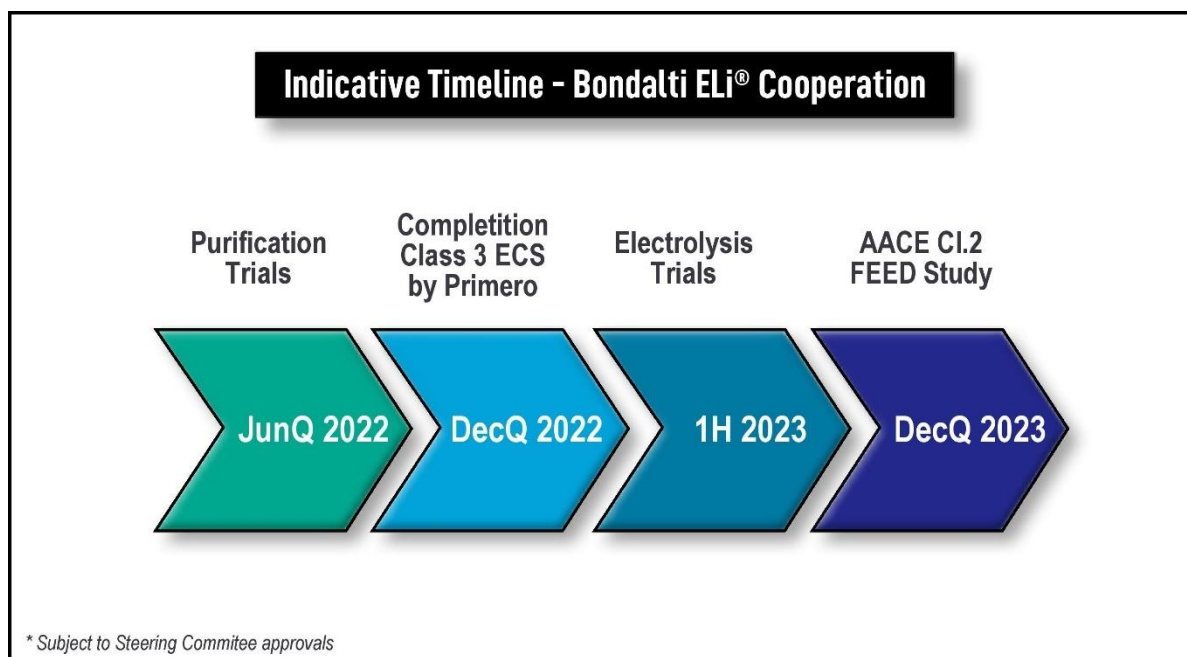 Indicative Timeline - Bondalti ELi® Cooperation
Purification
Trials
Completition
Class 3 ECS
by Primero
Electrolysis
Trials
AACE Cl.2
FEED Study
JunQ 2022
DecQ 2022
1H 2023
DecQ 2023
* Subject to Steering Commitee approvals